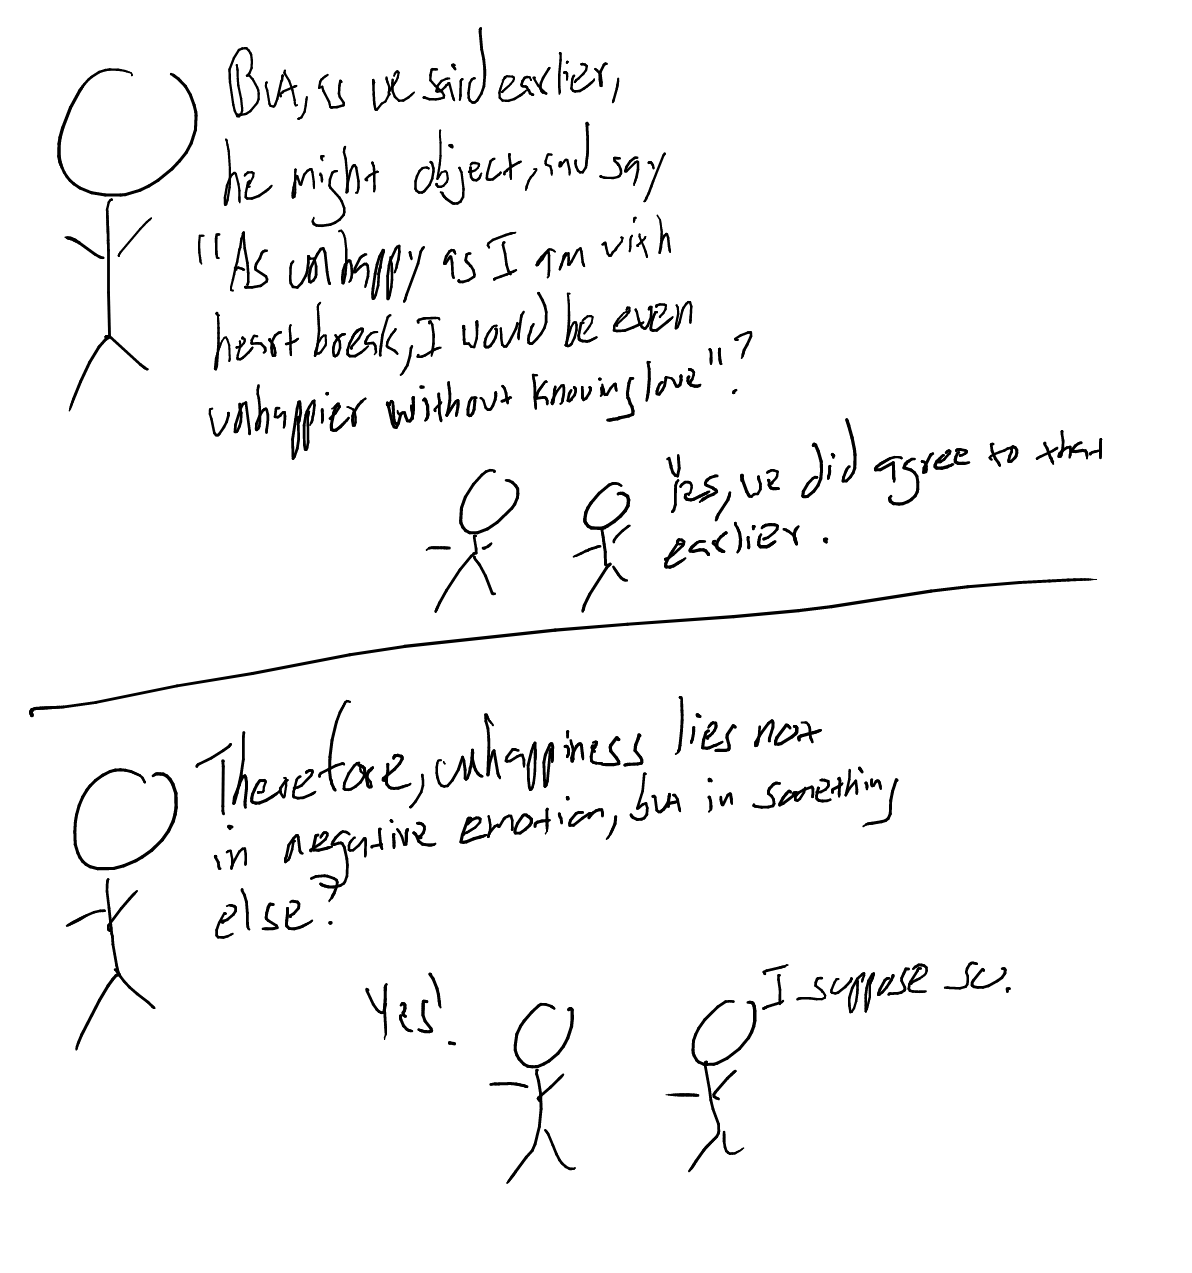 But, as we said earlier,
he might object, and say
"As unhappy as I am with
heart break, I would be even
unhappier without knowing love"?
Yes, we did agree to that
earlier.
Therefore, unhappiness lies not
in negative emotion, but in something
else?
Yes!
I suppose so.